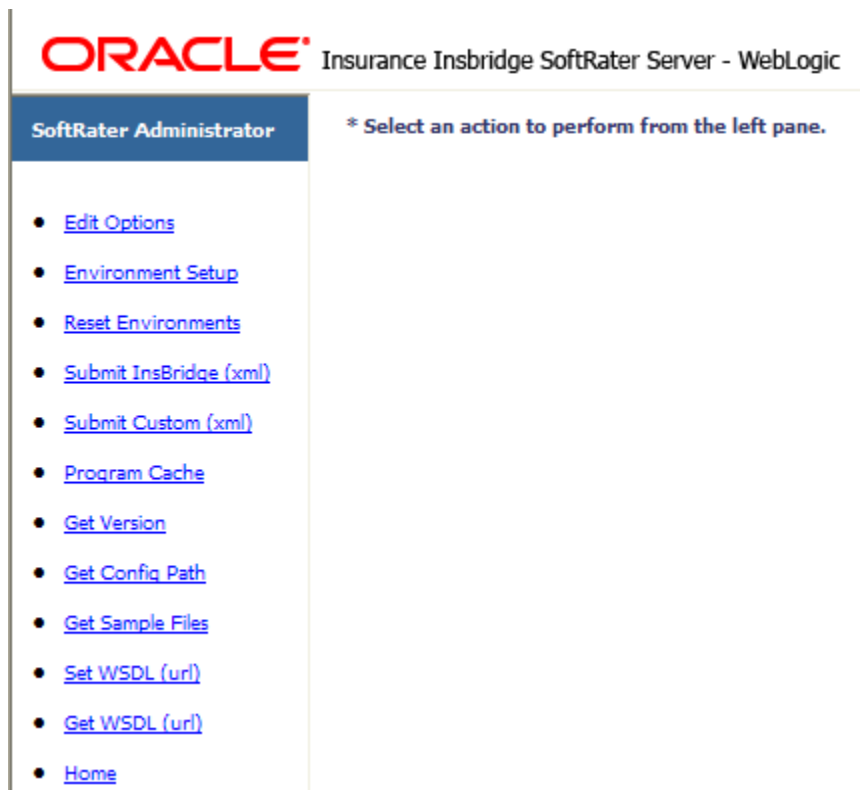 ORACLE Insurance Insbridge SoftRater Server - WebLogic
SoftRater Administrator
* Select an action to perform from the left pane.
Edit Options
Environment Setup
Reset Environments
Submit InsBridge (xml)
Submit Custom (xml)
Program Cache
Get Version
Get Config Path
Get Sample Files
Set WSDL (url)
Get WSDL (url)
Home